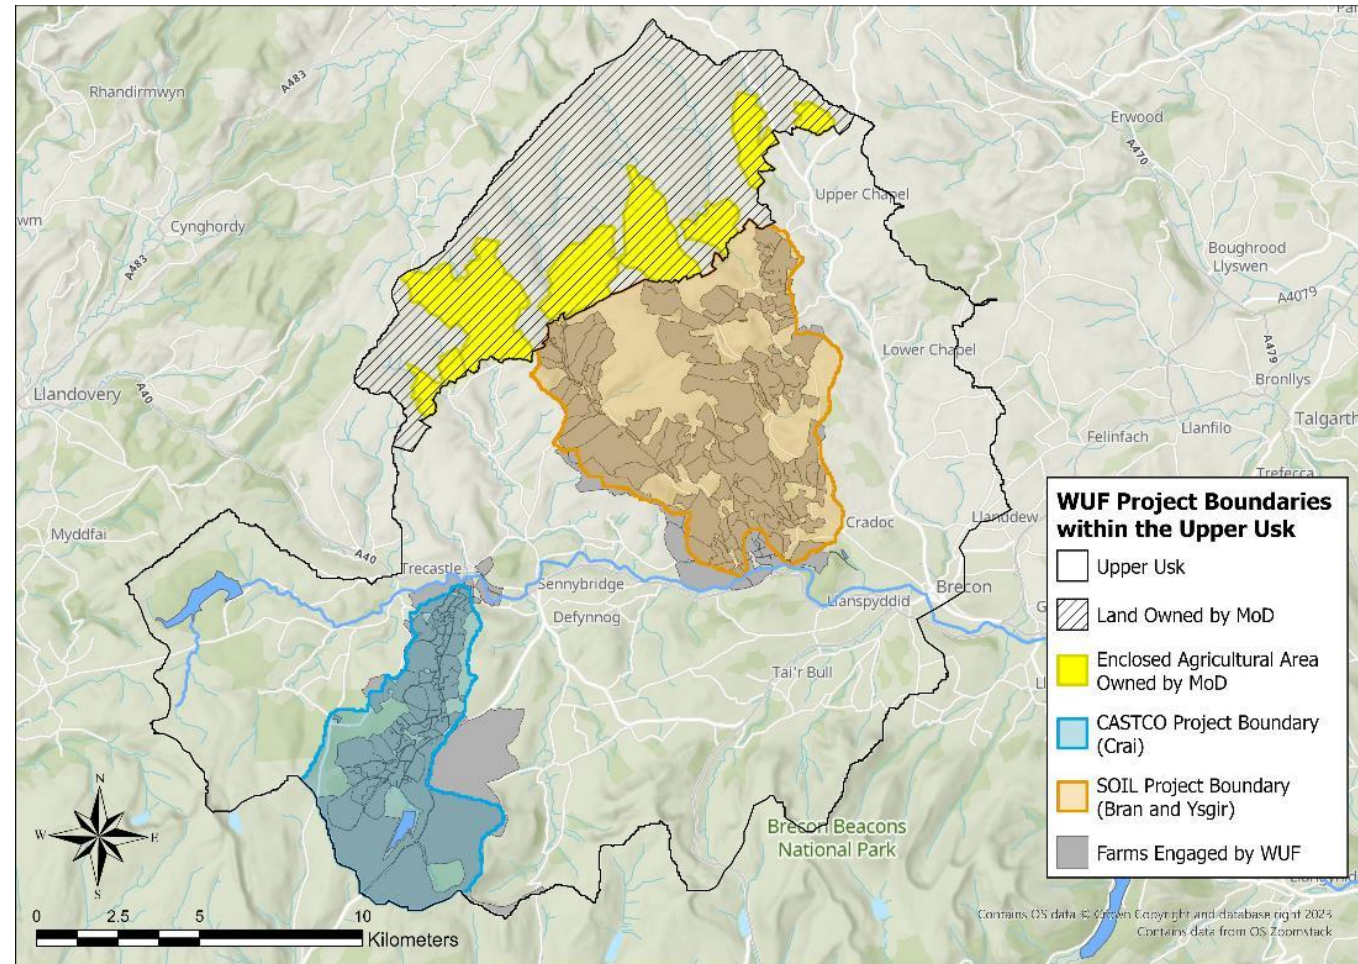 Par
Rhandirmwyn
A483
Erwood
A470
Upper Chapel
wm
Cynghordy
A483
Boughrood
Llyswen
A4079
Lower Chapel
A479
Bronllys
Llandovery
A40
Talgarth
Llanfilo
Felinfach
Trefecca
WUF Project Boundaries
within the Upper Usk
Upper Usk
Land Owned by MoD
Enclosed Agricultural Area
Owned by MoD
CASTCO Project Boundary
(Crai)
SOIL Project Boundary
(Bran and Ysgir)
Farms Engaged by WUF
Cradoc
Llanddew
Myddfai
A40
Trecastle
Sennybridge
Brecon
Llanspyddid
Defynnog
Tai'r Bull
Brecon Beacons
National Park
N
W
E
S
0
2.5
5
10
Kilometers
Contains OS data © Crown Copyright and database right 2023
Contains data from OS Zoomstack